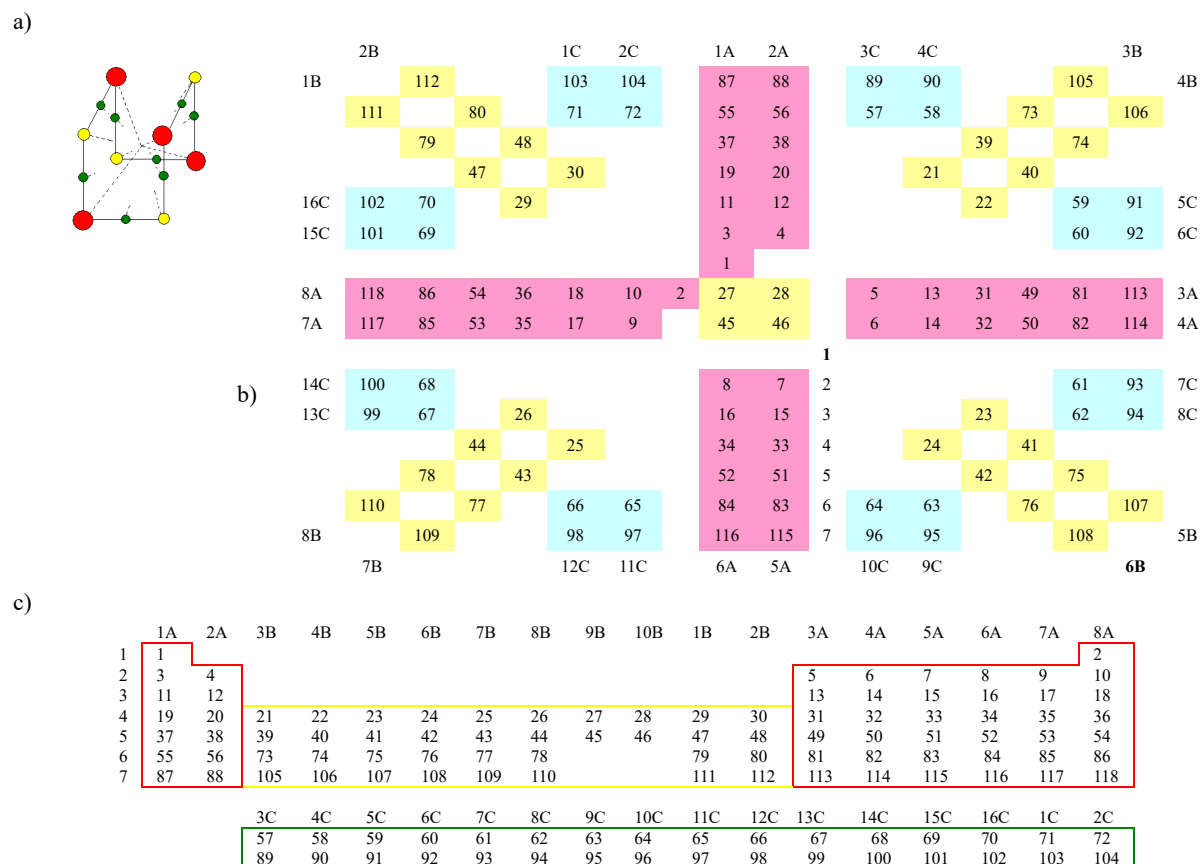 a)
2B 1C 2C 1A 2A 3C 4C 3B
1B 112 103 104 87 88 89 90 105 4B
111 80 71 72 55 56 57 58 73 106
79 48 37 38 39 74
47 30 19 20 21 40
16C 102 70 29 11 12 22 59 91 5C
15C 101 69 3 4 60 92 6C
1
8A 118 86 54 36 18 10 2 27 28 5 13 31 49 81 113 3A
7A 117 85 53 35 17 9 45 46 6 14 32 50 82 114 4A
1
14C 100 68 8 7 2 61 93 7C
b)
13C 99 67 26 16 15 3 23 62 94 8C
44 25 34 33 4 24 41
78 43 52 51 5 42 75
110 77 66 65 84 83 6 64 63 76 107
8B 109 98 97 116 115 7 96 95 108 5B
7B 12C 11C 6A 5A 10C 9C 6B
c)
1A 2A 3B 4B 5B 6B 7B 8B 9B 10B 1B 2B 3A 4A 5A 6A 7A 8A
1 1 2
2 3 4 5 6 7 8 9 10
3 11 12 13 14 15 16 17 18
4 19 20 21 22 23 24 25 26 27 28 29 30 31 32 33 34 35 36
5 37 38 39 40 41 42 43 44 45 46 47 48 49 50 51 52 53 54
6 55 56 73 74 75 76 77 78 79 80 81 82 83 84 85 86
7 87 88 105 106 107 108 109 110 111 112 113 114 115 116 117 118
3C 4C 5C 6C 7C 8C 9C 10C 11C 12C 13C 14C 15C 16C 1C 2C
57 58 59 60 61 62 63 64 65 66 67 68 69 70 71 72
89 90 91 92 93 94 95 96 97 98 99 100 101 102 103 104